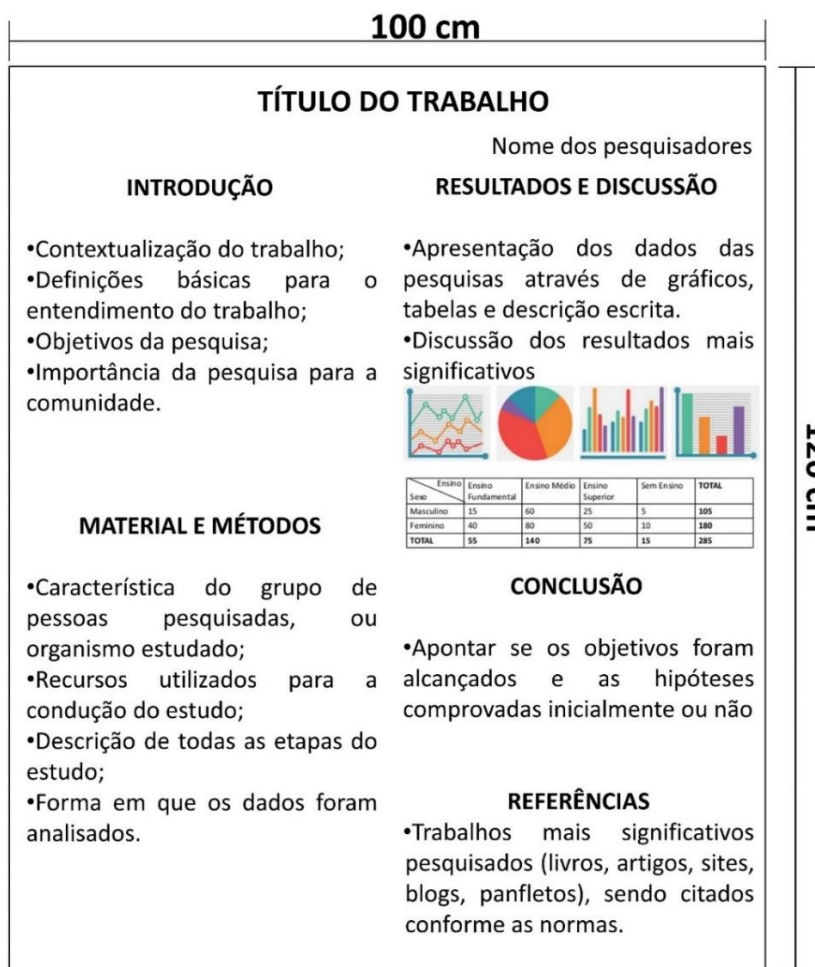 100 cm
TÍTULO DO TRABALHO
Nome dos pesquisadores
INTRODUÇÃO
•Contextualização do trabalho;
•Definições básicas para o
entendimento do trabalho;
•Objetivos da pesquisa;
•Importância da pesquisa para a
comunidade.
MATERIAL E MÉTODOS
•Característica do grupo de
pessoas pesquisadas, ou
organismo estudado;
•Recursos utilizados para a
condução do estudo;
•Descrição de todas as etapas do
estudo;
•Forma em que os dados foram
analisados.
RESULTADOS E DISCUSSÃO
•Apresentação dos dados das
pesquisas através de gráficos,
tabelas e descrição escrita.
•Discussão dos resultados mais
significativos
Ensino Ensino Ensino Médio Ensino Sem Ensino TOTAL
Sexo Fundamental Superior
Masculino 15 60 25 5 105
Feminino 40 80 50 10 180
TOTAL 55 140 75 15 285
CONCLUSÃO
•Apontar se os objetivos foram
alcançados e as hipóteses
comprovadas inicialmente ou não
REFERÊNCIAS
•Trabalhos mais significativos
pesquisados (livros, artigos, sites,
blogs, panfletos), sendo citados
conforme as normas.
120 cm